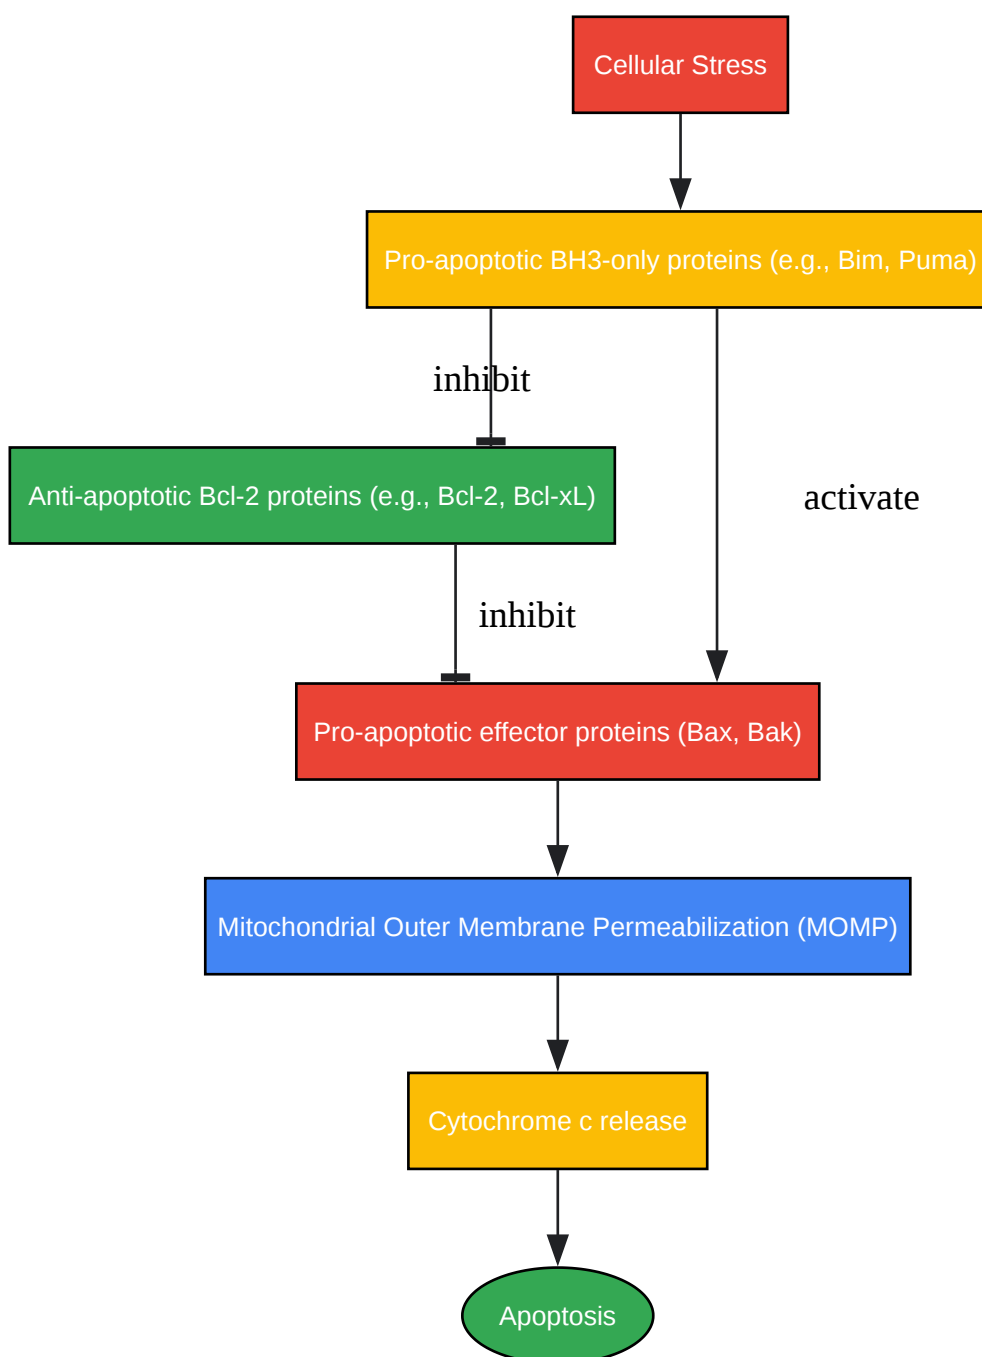 Cellular Stress
Pro-apoptotic BH3-only proteins (e.g., Bim, Puma)
inhibit
Anti-apoptotic Bcl-2 proteins (e.g., Bcl-2, Bcl-xL)
activate
inhibit
Pro-apoptotic effector proteins (Bax, Bak)
Mitochondrial Outer Membrane Permeabilization (MOMP)
Cytochrome c release
Apoptosis